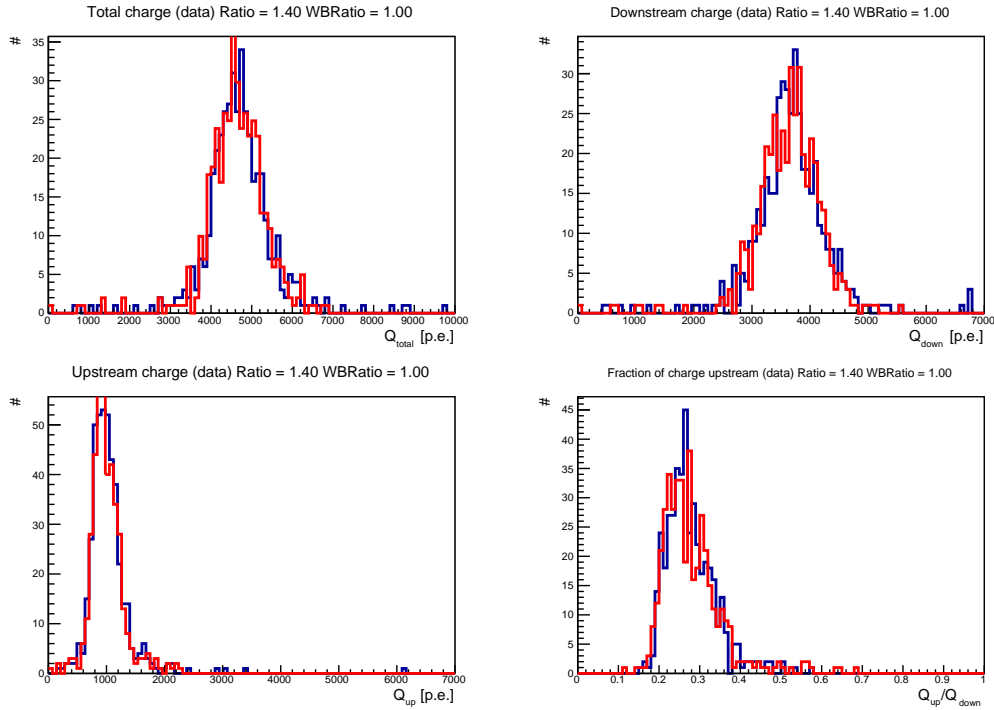 Total charge (data) Ratio = 1.40 WBRatio = 1.00
#
35
30
25
20
15
10
5
0
0 1000 2000 3000 4000 5000 6000 7000 8000 9000 10000
Q_total [p.e.]
Downstream charge (data) Ratio = 1.40 WBRatio = 1.00
#
30
25
20
15
10
5
0
0 1000 2000 3000 4000 5000 6000 7000
Q_down [p.e.]
Upstream charge (data) Ratio = 1.40 WBRatio = 1.00
#
50
40
30
20
10
0
0 1000 2000 3000 4000 5000 6000 7000
Q_up [p.e.]
Fraction of charge upstream (data) Ratio = 1.40 WBRatio = 1.00
#
45
40
35
30
25
20
15
10
5
0
0 0.1 0.2 0.3 0.4 0.5 0.6 0.7 0.8 0.9 1
Q_up/Q_down